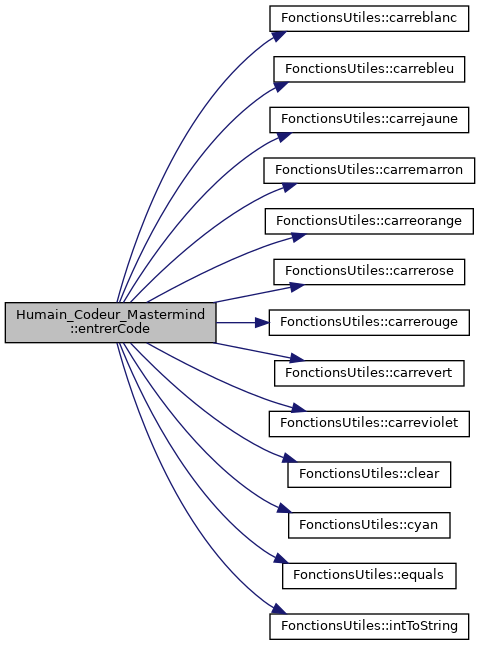 FonctionsUtiles::carreblanc
FonctionsUtiles::carrebleu
FonctionsUtiles::carrejaune
FonctionsUtiles::carremarron
FonctionsUtiles::carreorange
FonctionsUtiles::carrerose
Humain_Codeur_Mastermind
::entrerCode
FonctionsUtiles::carrerouge
FonctionsUtiles::carrevert
FonctionsUtiles::carreviolet
FonctionsUtiles::clear
FonctionsUtiles::cyan
FonctionsUtiles::equals
FonctionsUtiles::intToString